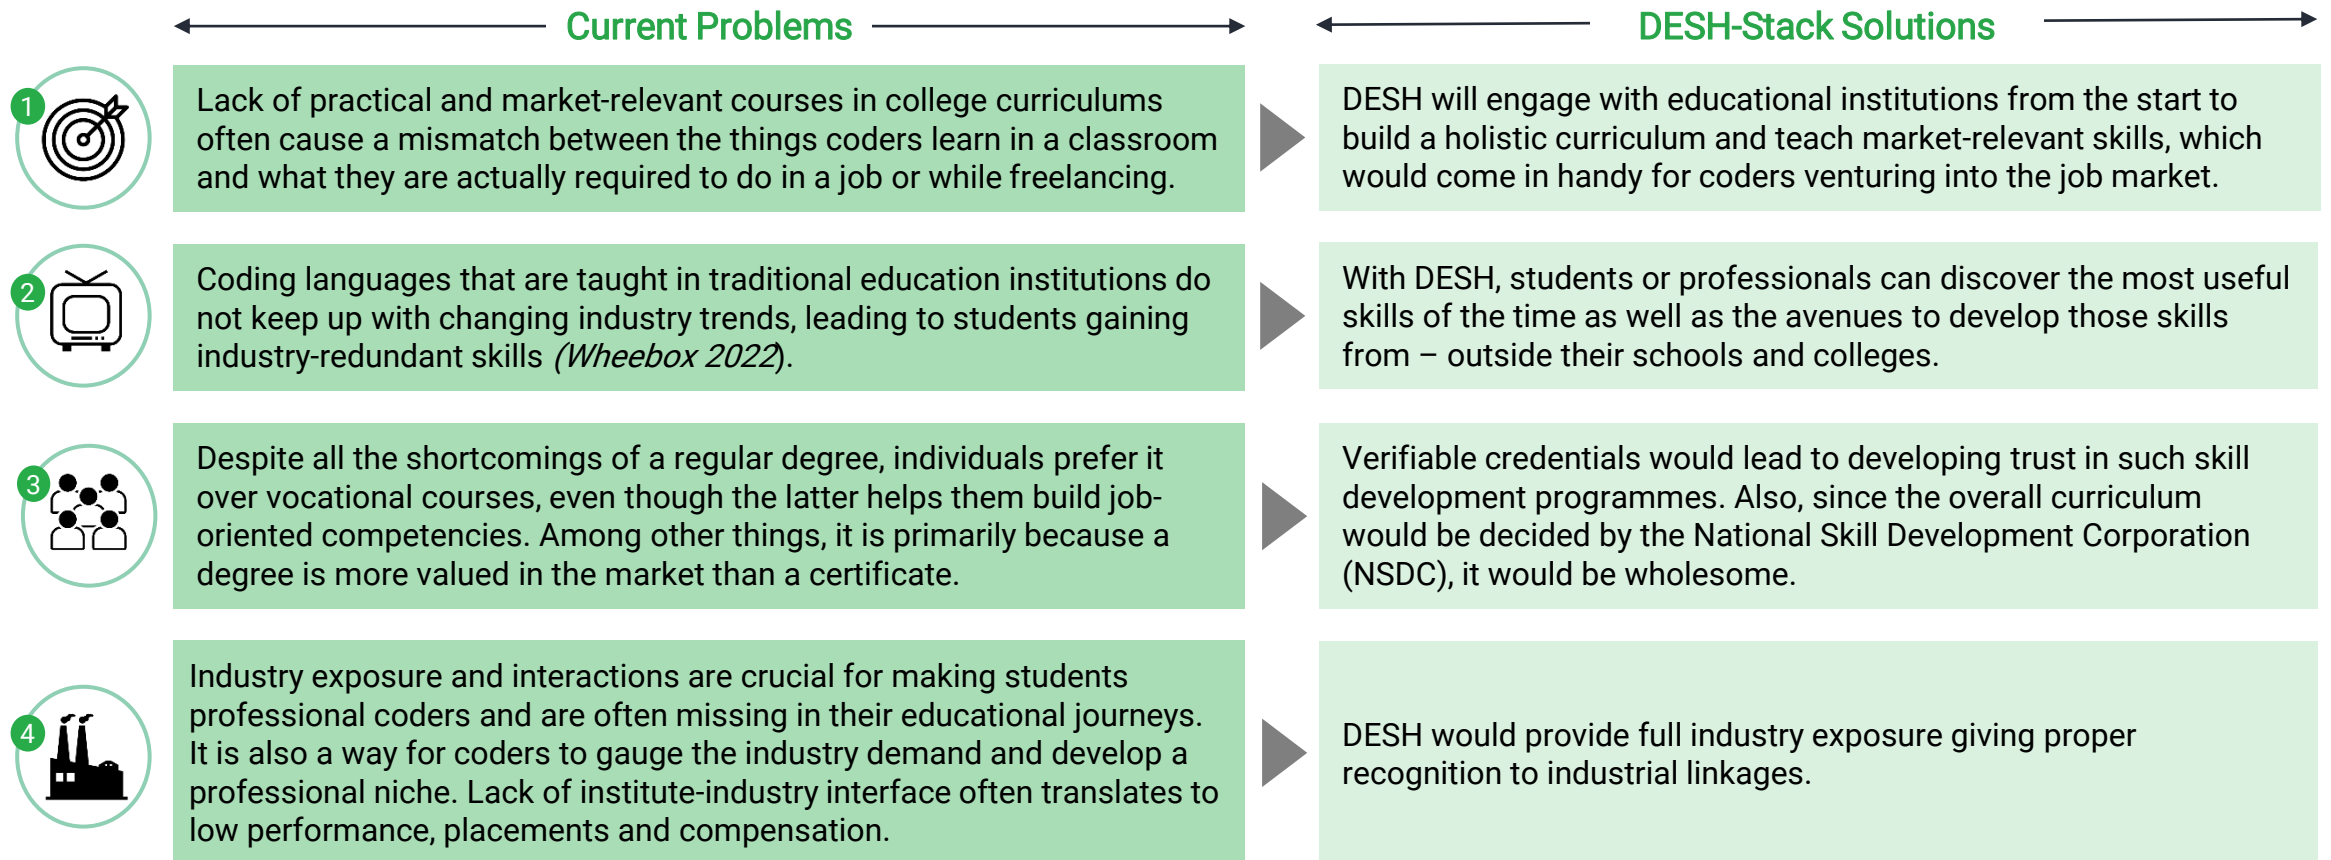 Current Problems
DESH-Stack Solutions
1
Lack of practical and market-relevant courses in college curriculums
often cause a mismatch between the things coders learn in a classroom
and what they are actually required to do in a job or while freelancing.
DESH will engage with educational institutions from the start to
build a holistic curriculum and teach market-relevant skills, which
would come in handy for coders venturing into the job market.
2
Coding languages that are taught in traditional education institutions do
not keep up with changing industry trends, leading to students gaining
industry-redundant skills (Wheebox 2022).
With DESH, students or professionals can discover the most useful
skills of the time as well as the avenues to develop those skills
from – outside their schools and colleges.
3
Despite all the shortcomings of a regular degree, individuals prefer it
over vocational courses, even though the latter helps them build job-
oriented competencies. Among other things, it is primarily because a
degree is more valued in the market than a certificate.
Verifiable credentials would lead to developing trust in such skill
development programmes. Also, since the overall curriculum
would be decided by the National Skill Development Corporation
(NSDC), it would be wholesome.
4
Industry exposure and interactions are crucial for making students
professional coders and are often missing in their educational journeys.
It is also a way for coders to gauge the industry demand and develop a
professional niche. Lack of institute-industry interface often translates to
low performance, placements and compensation.
DESH would provide full industry exposure giving proper
recognition to industrial linkages.